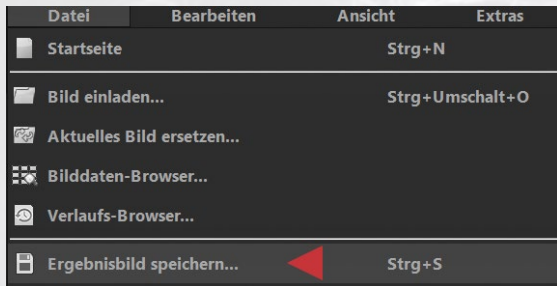 Datei Bearbeiten Ansicht Extras
Startseite Strg+N
Bild einladen... Strg+Umschalt+O
Aktuelles Bild ersetzen...
Bilddaten-Browser...
Verlaufs-Browser...
Ergebnisbild speichern... Strg+S